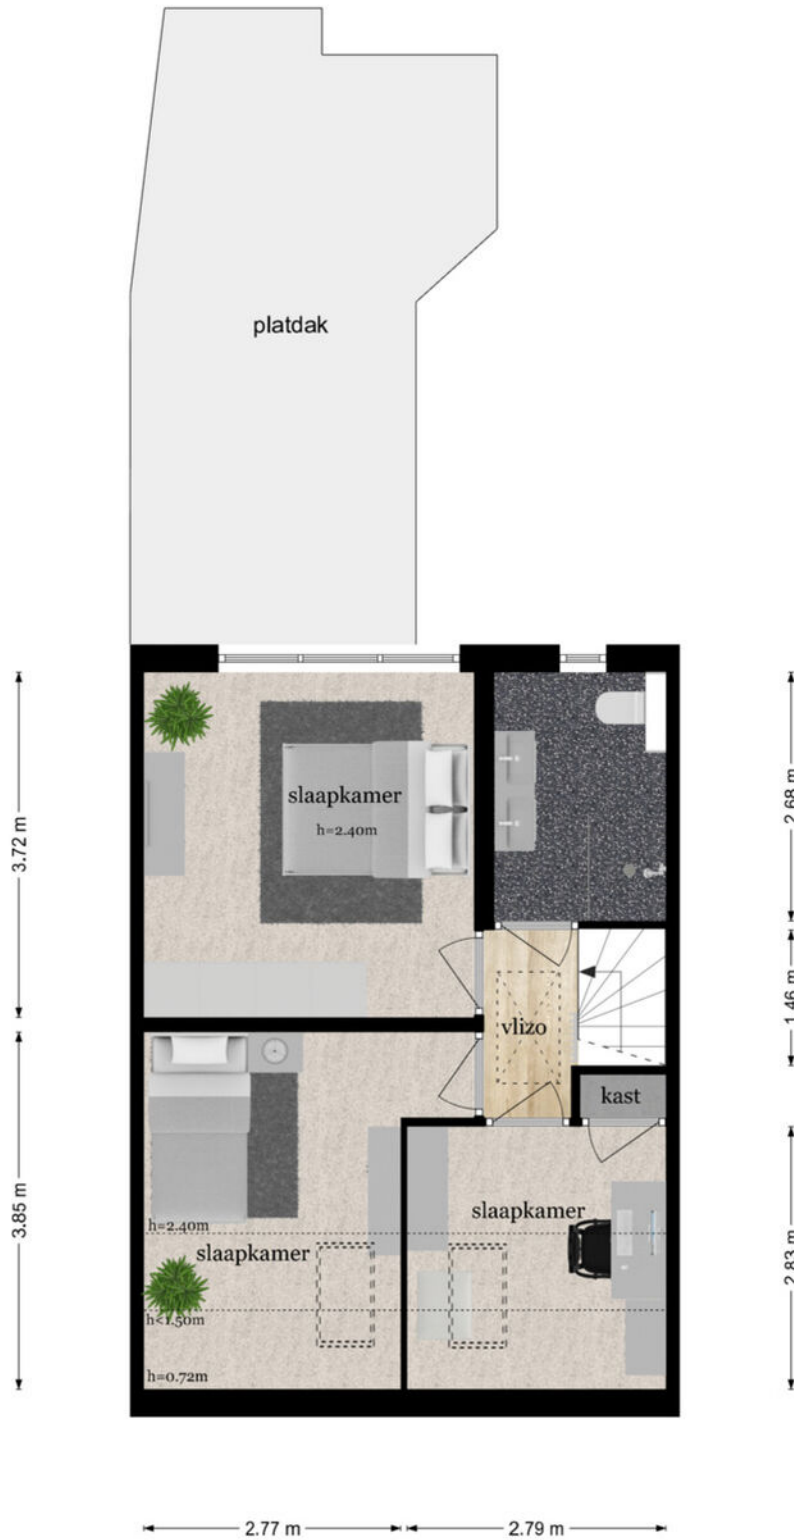 platdak
slaapkamer
h=2.40m
3.72 m
2.68 m
1.46 m
vlizo
kast
3.85 m
2.83 m
slaapkamer
h=2.40m
slaapkamer
h<1.50m
h=0.72m
2.77 m
2.79 m